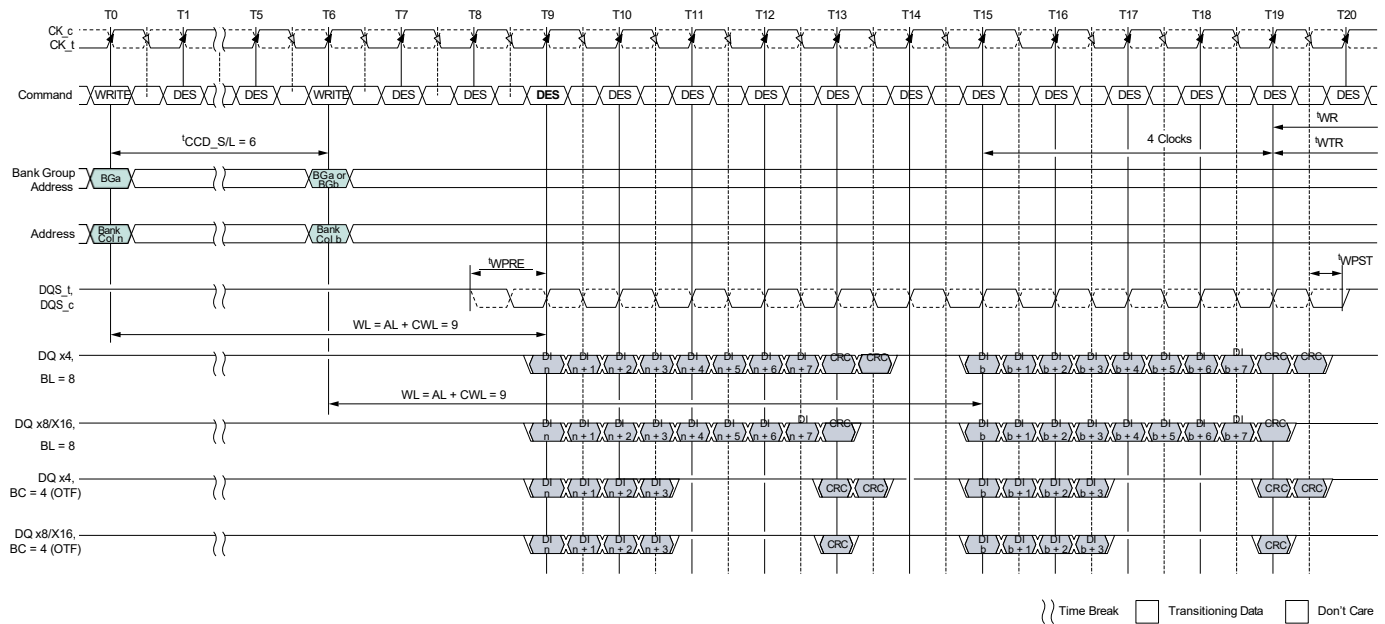 T0 T1 T5 T6 T7 T8 T9 T10 T11 T12 T13 T14 T15 T16 T17 T18 T19 T20
CK_c
CK_t
Command WRITE DES DES WRITE DES DES DES DES DES DES DES DES DES DES DES DES DES DES
tWR
tCCD_S/L = 6
4 Clocks
tWTR
Bank Group
Address
BGa
BGa or
BGb
Address
Bank
Col n
Bank
Col b
tWPRE
tWPST
DQS_t,
DQS_c
WL = AL + CWL = 9
DQ x4,
BL = 8
DI n DI n + 1 DI n + 2 DI n + 3 DI n + 4 DI n + 5 DI n + 6 DI n + 7 CRC CRC DI b DI b + 1 DI b + 2 DI b + 3 DI b + 4 DI b + 5 DI b + 6 DI b + 7 CRC CRC
WL = AL + CWL = 9
DQ x8/X16,
BL = 8
DI n DI n + 1 DI n + 2 DI n + 3 DI n + 4 DI n + 5 DI n + 6 DI n + 7 CRC DI b DI b + 1 DI b + 2 DI b + 3 DI b + 4 DI b + 5 DI b + 6 DI b + 7 CRC
DQ x4,
BC = 4 (OTF)
DI n DI n + 1 DI n + 2 DI n + 3 CRC CRC DI b DI b + 1 DI b + 2 DI b + 3 CRC CRC
DQ x8/X16,
BC = 4 (OTF)
DI n DI n + 1 DI n + 2 DI n + 3 CRC DI b DI b + 1 DI b + 2 DI b + 3 CRC
Time Break Transitioning Data Don't Care